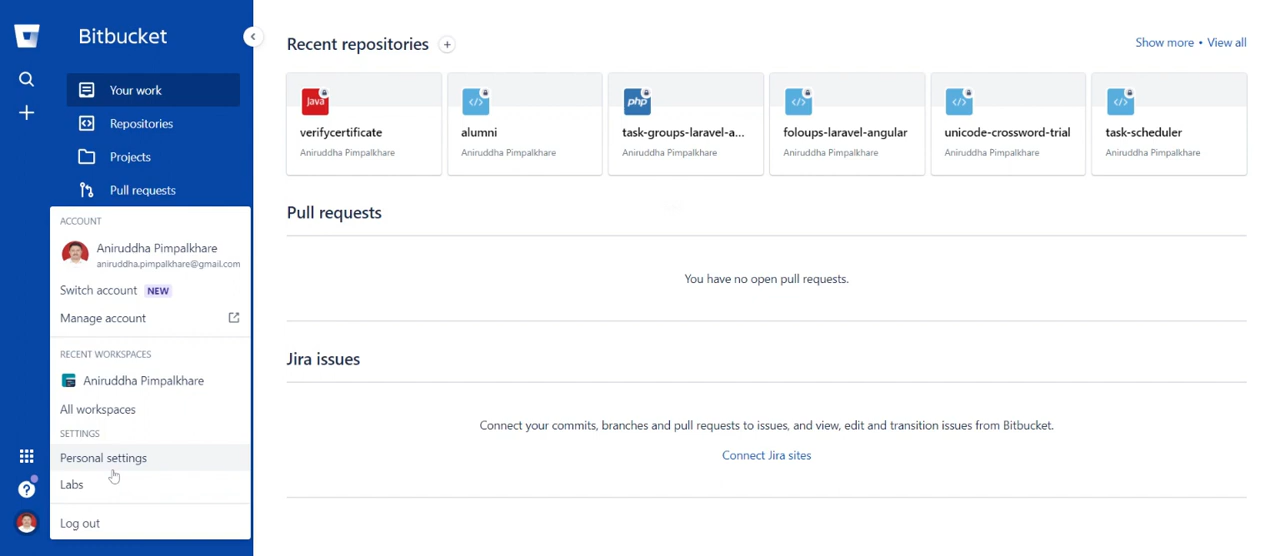 Bitbucket
Your work
Repositories
Projects
Pull requests
ACCOUNT
Aniruddha Pimpalkhare
aniruddha.pimpalkhare@gmail.com
Switch account NEW
Manage account
RECENT WORKSPACES
Aniruddha Pimpalkhare
All workspaces
SETTINGS
Personal settings
Labs
Log out
Recent repositories
Show more • View all
Java
verifycertificate
Aniruddha Pimpalkhare
alumni
Aniruddha Pimpalkhare
php
task-groups-laravel-a...
Aniruddha Pimpalkhare
foloups-laravel-angular
Aniruddha Pimpalkhare
unicode-crossword-trial
Aniruddha Pimpalkhare
task-scheduler
Aniruddha Pimpalkhare
Pull requests
You have no open pull requests.
Jira issues
Connect your commits, branches and pull requests to issues, and view, edit and transition issues from Bitbucket.
Connect Jira sites